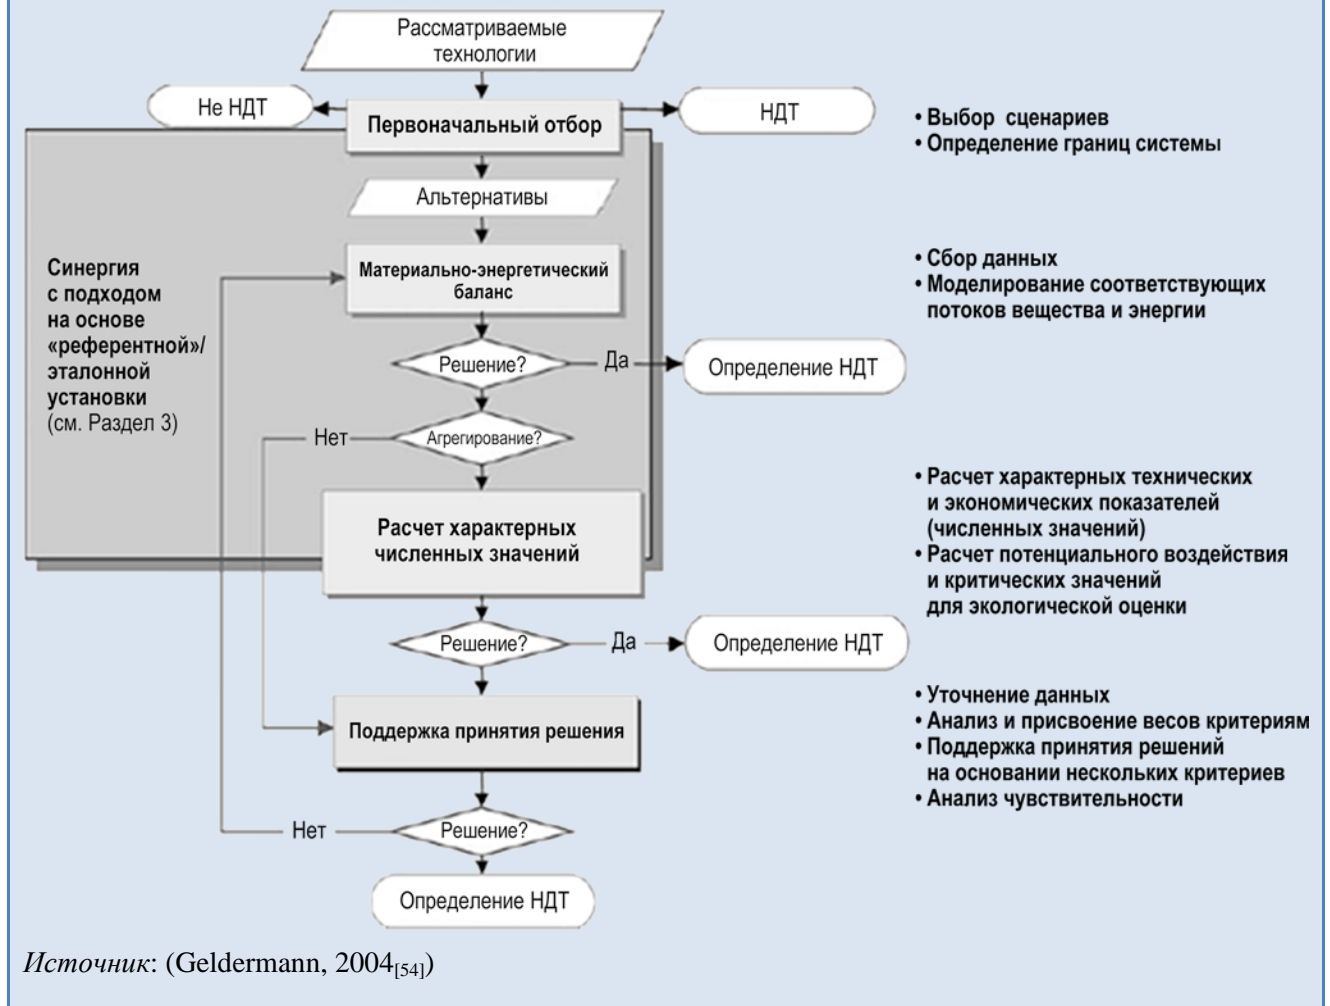 Рассматриваемые
технологии
Не НДТ
Первоначальный отбор
НДТ
• Выбор сценариев
• Определение границ системы
Альтернативы
Синергия
с подходом
на основе
«референтной»/
эталонной
установки
(см. Раздел 3)
Материально-энергетический
баланс
• Сбор данных
• Моделирование соответствующих
потоков вещества и энергии
Решение?
Да
Определение НДТ
Нет
Агрегирование?
Расчет характерных
численных значений
• Расчет характерных технических
и экономических показателей
(численных значений)
• Расчет потенциального воздействия
и критических значений
для экологической оценки
Решение?
Да
Определение НДТ
Поддержка принятия решения
• Уточнение данных
• Анализ и присвоение весов критериям
• Поддержка принятия решений
на основании нескольких критериев
• Анализ чувствительности
Нет
Решение?
Определение НДТ
Источник: (Geldermann, 2004[54])